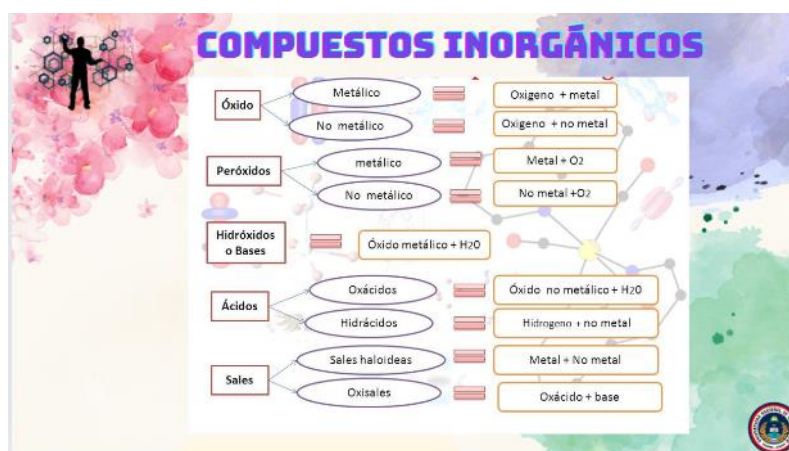 COMPUESTOS INORGÁNICOS
Óxido
Metálico
Oxigeno + metal
No metálico
Oxigeno + no metal
Peróxidos
metálico
Metal + O2
No metálico
No metal +O2
Hidróxidos
o Bases
Óxido metálico + H2O
Ácidos
Oxácidos
Óxido no metálico + H2O
Hidrácidos
Hidrogeno + no metal
Sales
Sales haloideas
Metal + No metal
Oxisales
Oxácido + base